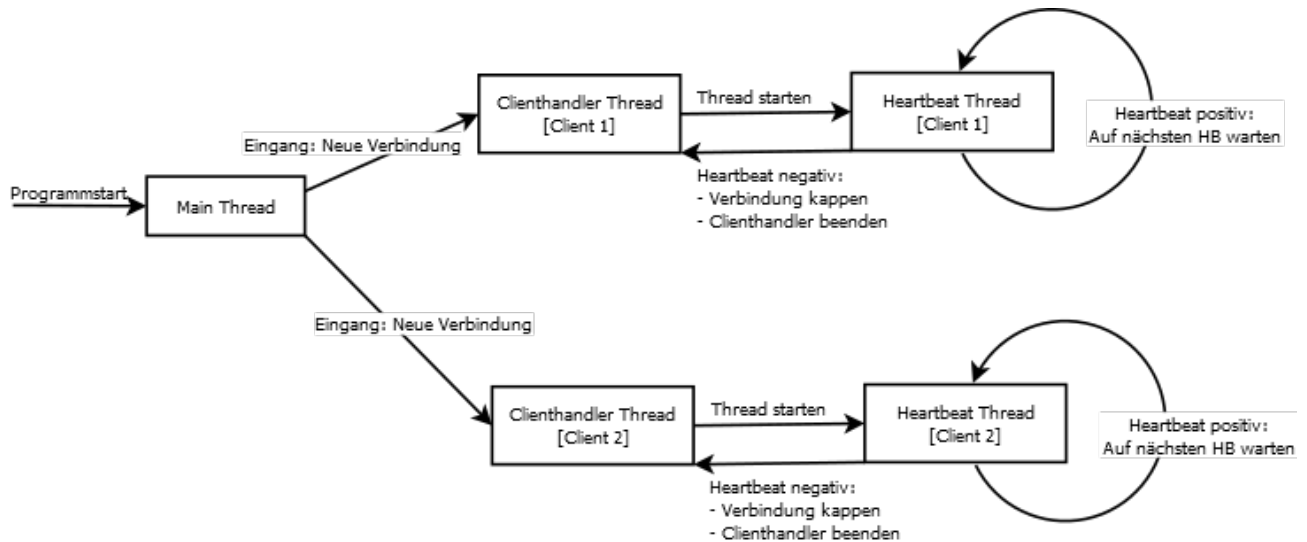 Clienthandler Thread
[Client 1]
Thread starten
Heartbeat Thread
[Client 1]
Heartbeat positiv:
Auf nächsten HB warten
Eingang: Neue Verbindung
Heartbeat negativ:
- Verbindung kappen
- Clienthandler beenden
Programmstart
Main Thread
Eingang: Neue Verbindung
Clienthandler Thread
[Client 2]
Thread starten
Heartbeat Thread
[Client 2]
Heartbeat positiv:
Auf nächsten HB warten
Heartbeat negativ:
- Verbindung kappen
- Clienthandler beenden